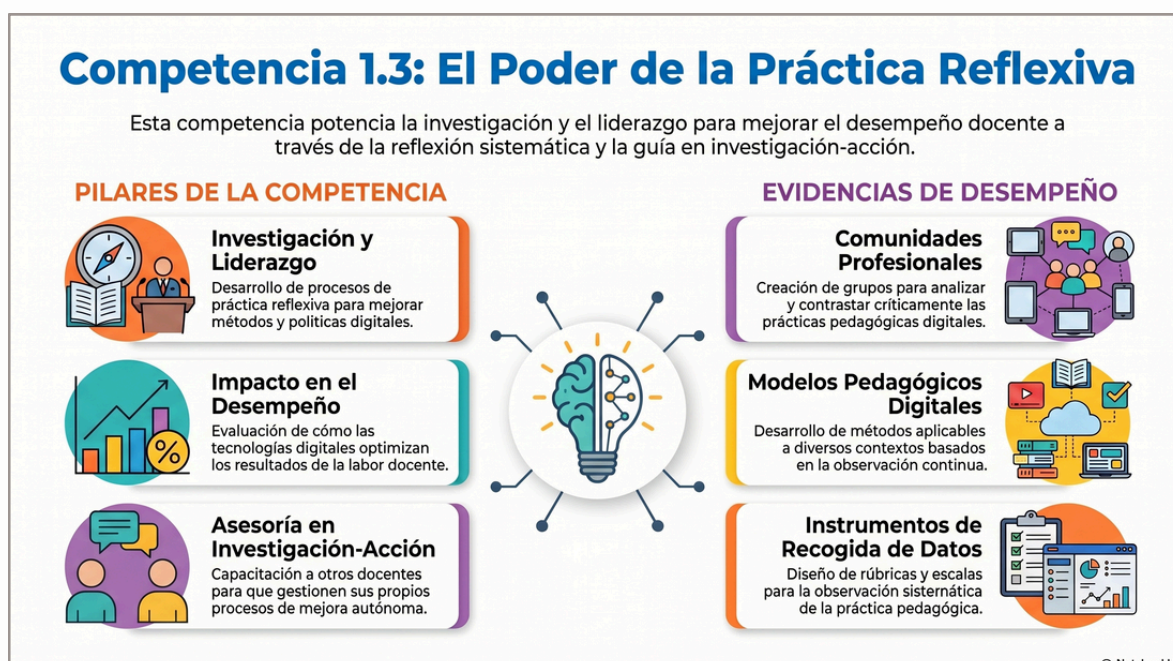 Competencia 1.3: El Poder de la Práctica Reflexiva
Esta competencia potencia la investigación y el liderazgo para mejorar el desempeño docente a
través de la reflexión sistemática y la guía en investigación-acción.
PILARES DE LA COMPETENCIA
Investigación y
Liderazgo
Desarrollo de procesos de
práctica reflexiva para mejorar
métodos y politicas digitales.
Impacto en el
Desempeño
Evaluación de cómo las
tecnologías digitales optimizan
los resultados de la labor docente.
Asesoría en
Investigación-Acción
Capacitación a otros docentes
para que gestionen sus propios
procesos de mejora autónoma.
EVIDENCIAS DE DESEMPEÑO
Comunidades
Profesionales
Creación de grupos para analizar
y contrastar críticamente las
prácticas pedagógicas digitales.
Modelos Pedagógicos
Digitales
Desarrollo de métodos aplicables
a diversos contextos basados
en la observación continua.
Instrumentos de
Recogida de Datos
Diseño de rúbricas y escalas
para la observación sisternática
de la práctica pedagógica.